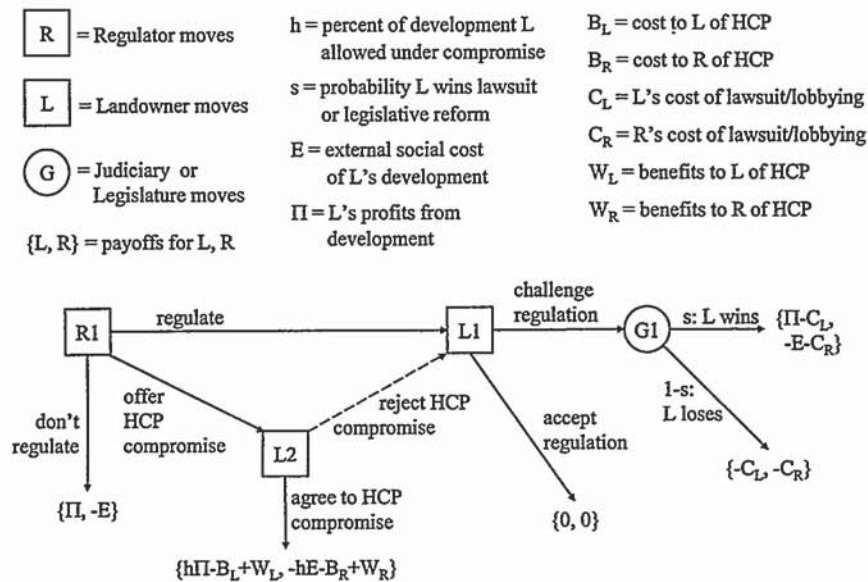 R = Regulator moves
L = Landowner moves
G = Judiciary or
Legislature moves
{L, R} = payoffs for L, R
h = percent of development L
allowed under compromise
s = probability L wins lawsuit
or legislative reform
E = external social cost
of L's development
Π = L's profits from
development
B_L = cost to L of HCP
B_R = cost to R of HCP
C_L = L's cost of lawsuit/lobbying
C_R = R's cost of lawsuit/lobbying
W_L = benefits to L of HCP
W_R = benefits to R of HCP
R1
regulate
L1
challenge
regulation
G1
s: L wins
{Π-C_L,
-E-C_R}
don't
regulate
offer
HCP
compromise
reject HCP
compromise
accept
regulation
1-s:
L loses
L2
{-C_L, -C_R}
{Π, -E}
agree to HCP
compromise
{0, 0}
{hΠ-B_L+W_L, -hE-B_R+W_R}